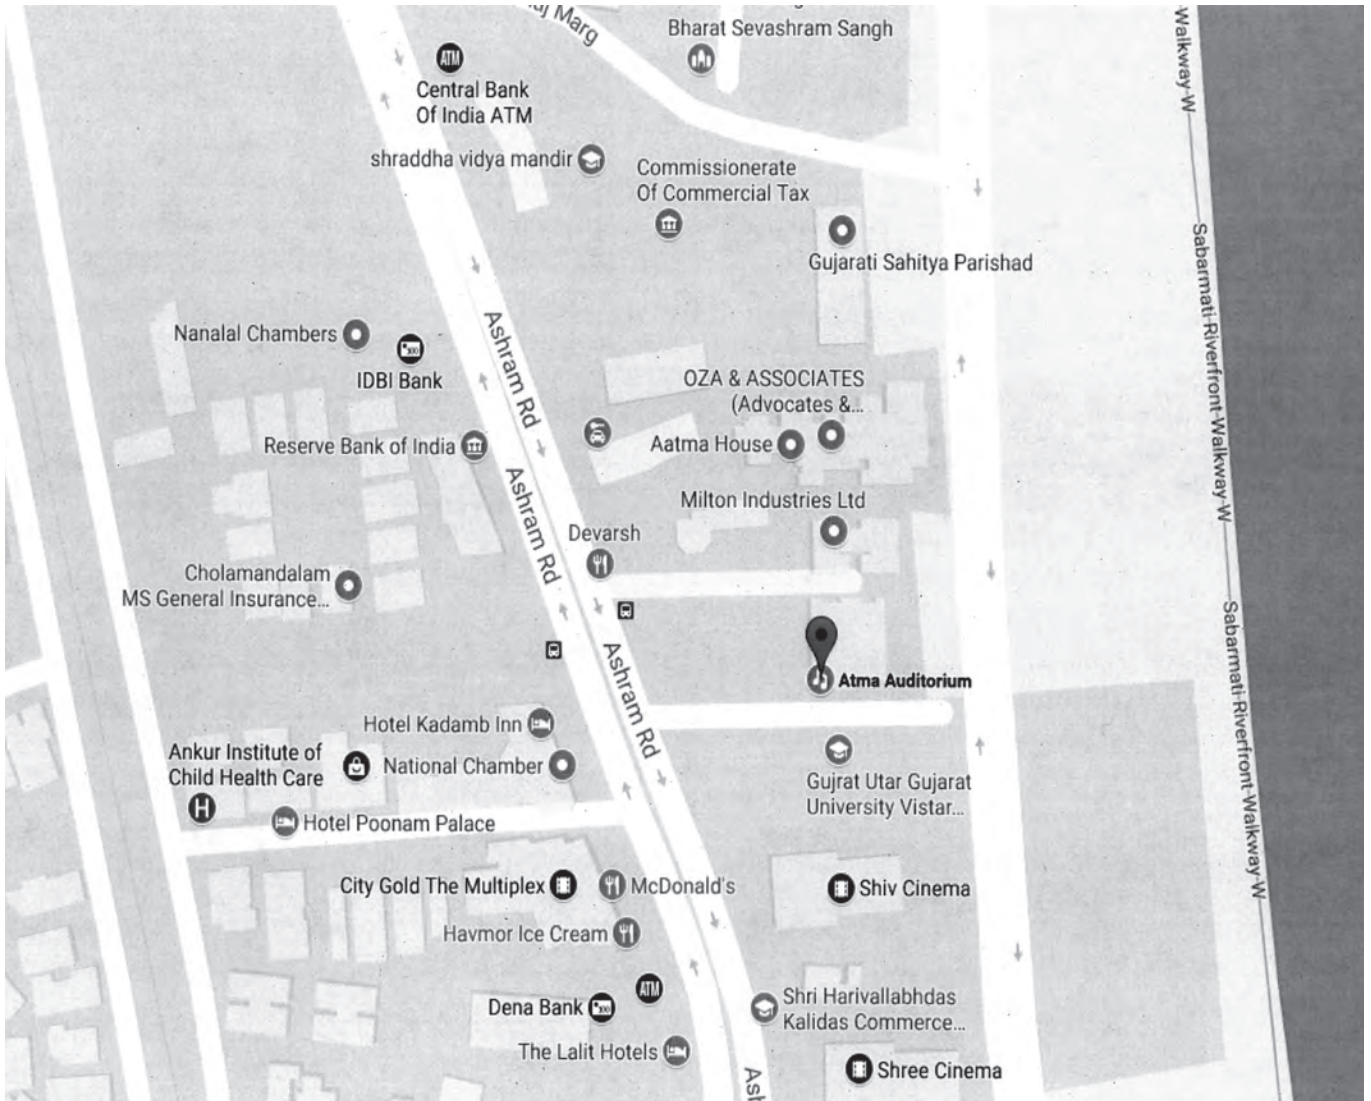 Marg
Bharat Sevashram Sangh
Walkway-W
ATM
Central Bank
Of India ATM
shraddha vidya mandir
Commissionerate
Of Commercial Tax
Gujarati Sahitya Parishad
Sabarmati-Riverfront-Walkway-W
Nanalal Chambers
IDBI Bank
Ashram Rd
OZA & ASSOCIATES
(Advocates &...
Reserve Bank of India
Aatma House
Ashram Rd
Milton Industries Ltd
Devarsh
Cholamandalam
MS General Insurance...
Sabarmati-Riverfront-Walkway-W
Ashram Rd
Atma Auditorium
Hotel Kadamb Inn
Ankur Institute of
Child Health Care
National Chamber
Gujrat Utar Gujarat
University Vistar...
H
Hotel Poonam Palace
City Gold The Multiplex
McDonald's
Shiv Cinema
Havmor Ice Cream
ATM
Dena Bank
Shri Harivallabhdas
Kalidas Commerce...
The Lalit Hotels
Shree Cinema